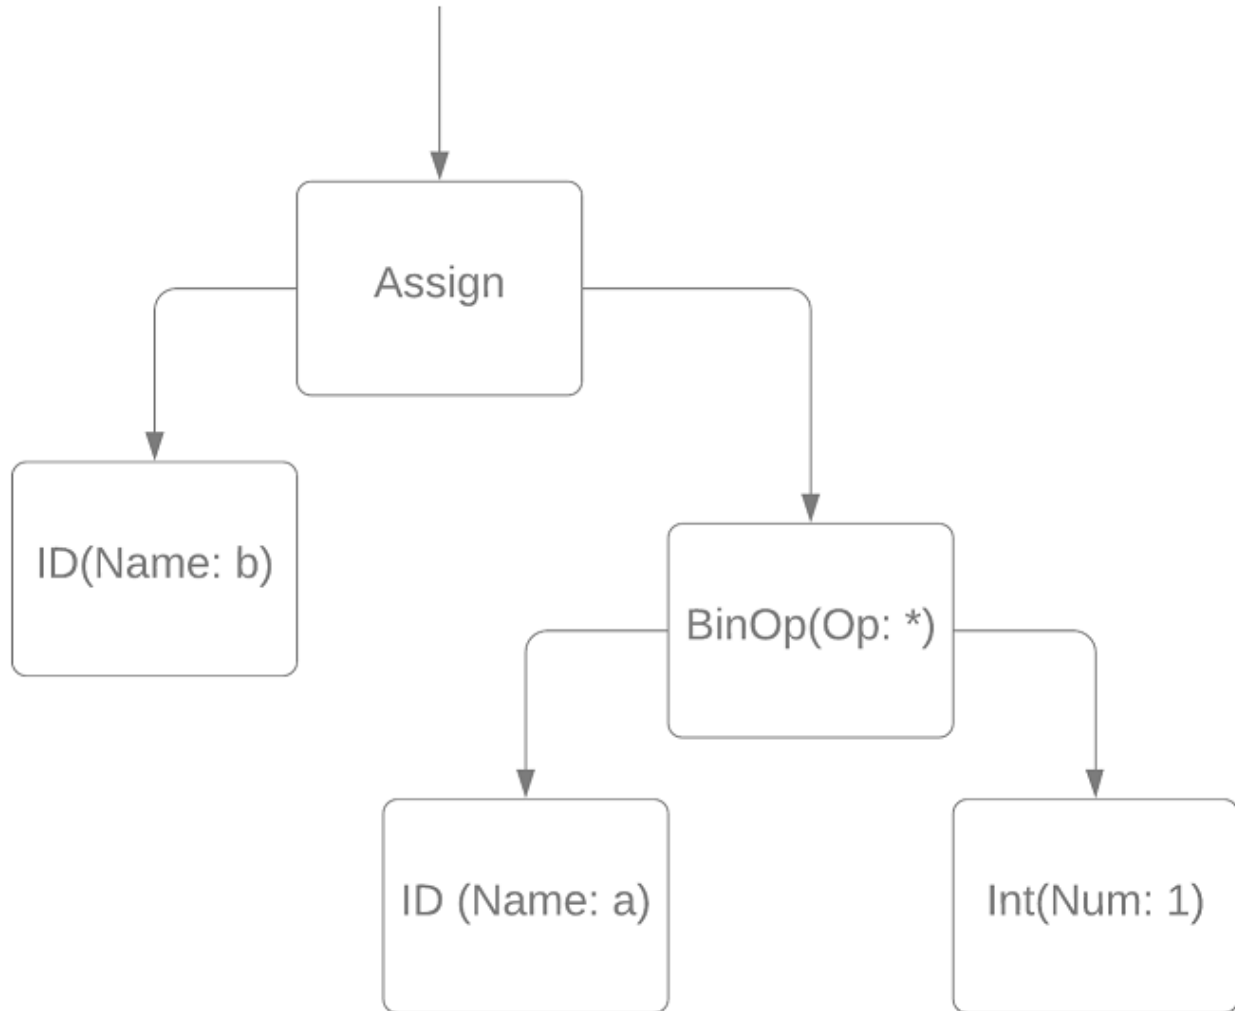 Assign
ID(Name: b)
BinOp(Op: *)
ID (Name: a)
Int(Num: 1)